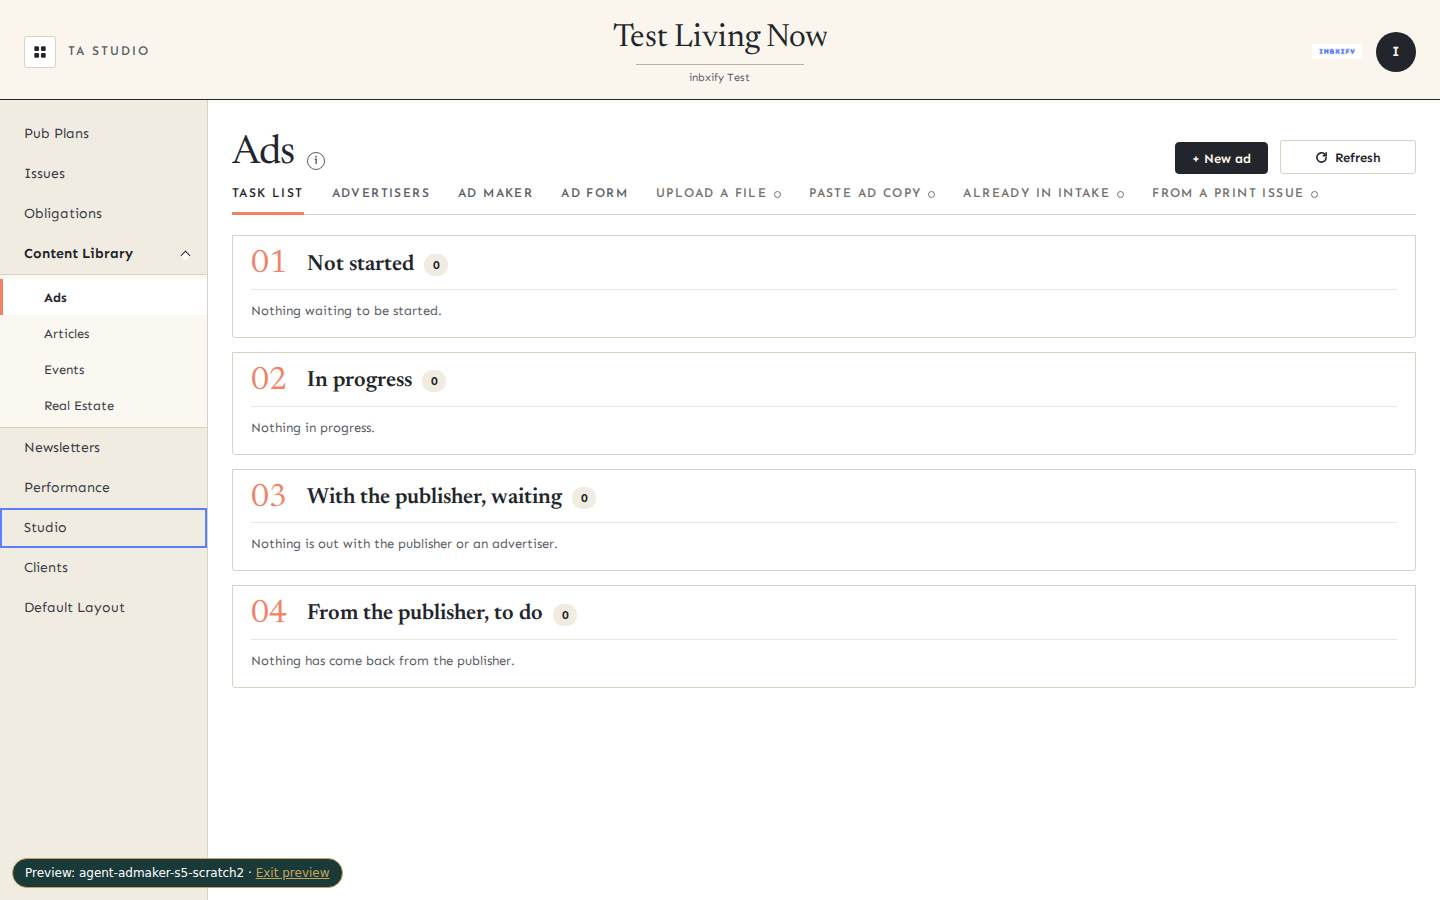 TA STUDIO
Test Living Now
inbxify Test
INBXIFY
I
Pub Plans
Issues
Obligations
Content Library
Ads
Articles
Events
Real Estate
Newsletters
Performance
Studio
Clients
Default Layout
Ads i
+ New ad
Refresh
TASK LIST ADVERTISERS AD MAKER AD FORM UPLOAD A FILE PASTE AD COPY ALREADY IN INTAKE FROM A PRINT ISSUE
01 Not started 0
Nothing waiting to be started.
02 In progress 0
Nothing in progress.
03 With the publisher, waiting 0
Nothing is out with the publisher or an advertiser.
04 From the publisher, to do 0
Nothing has come back from the publisher.
Preview: agent-admaker-s5-scratch2 · Exit preview